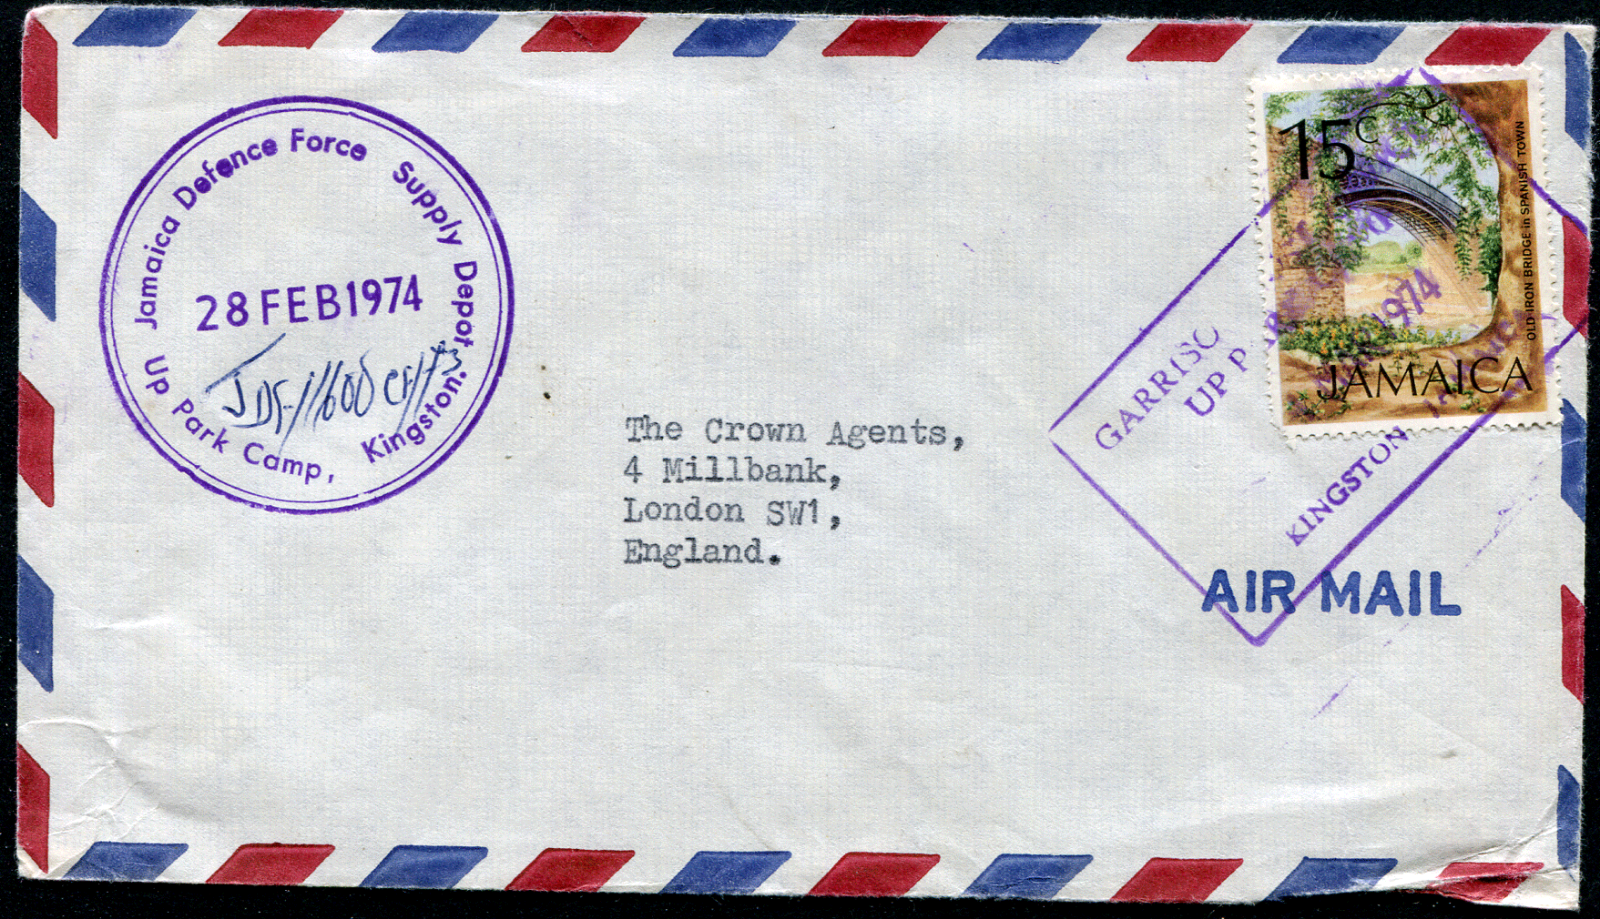 Jamaica Defence Force Supply Depot
28 FEB 1974
Up Park Camp, Kingston.
15c
OLD IRON BRIDGE in SPANISH TOWN
JAMAICA
1974
UP P
KINGSTON
The Crown Agents,
4 Millbank,
London SW1,
England.
AIR MAIL